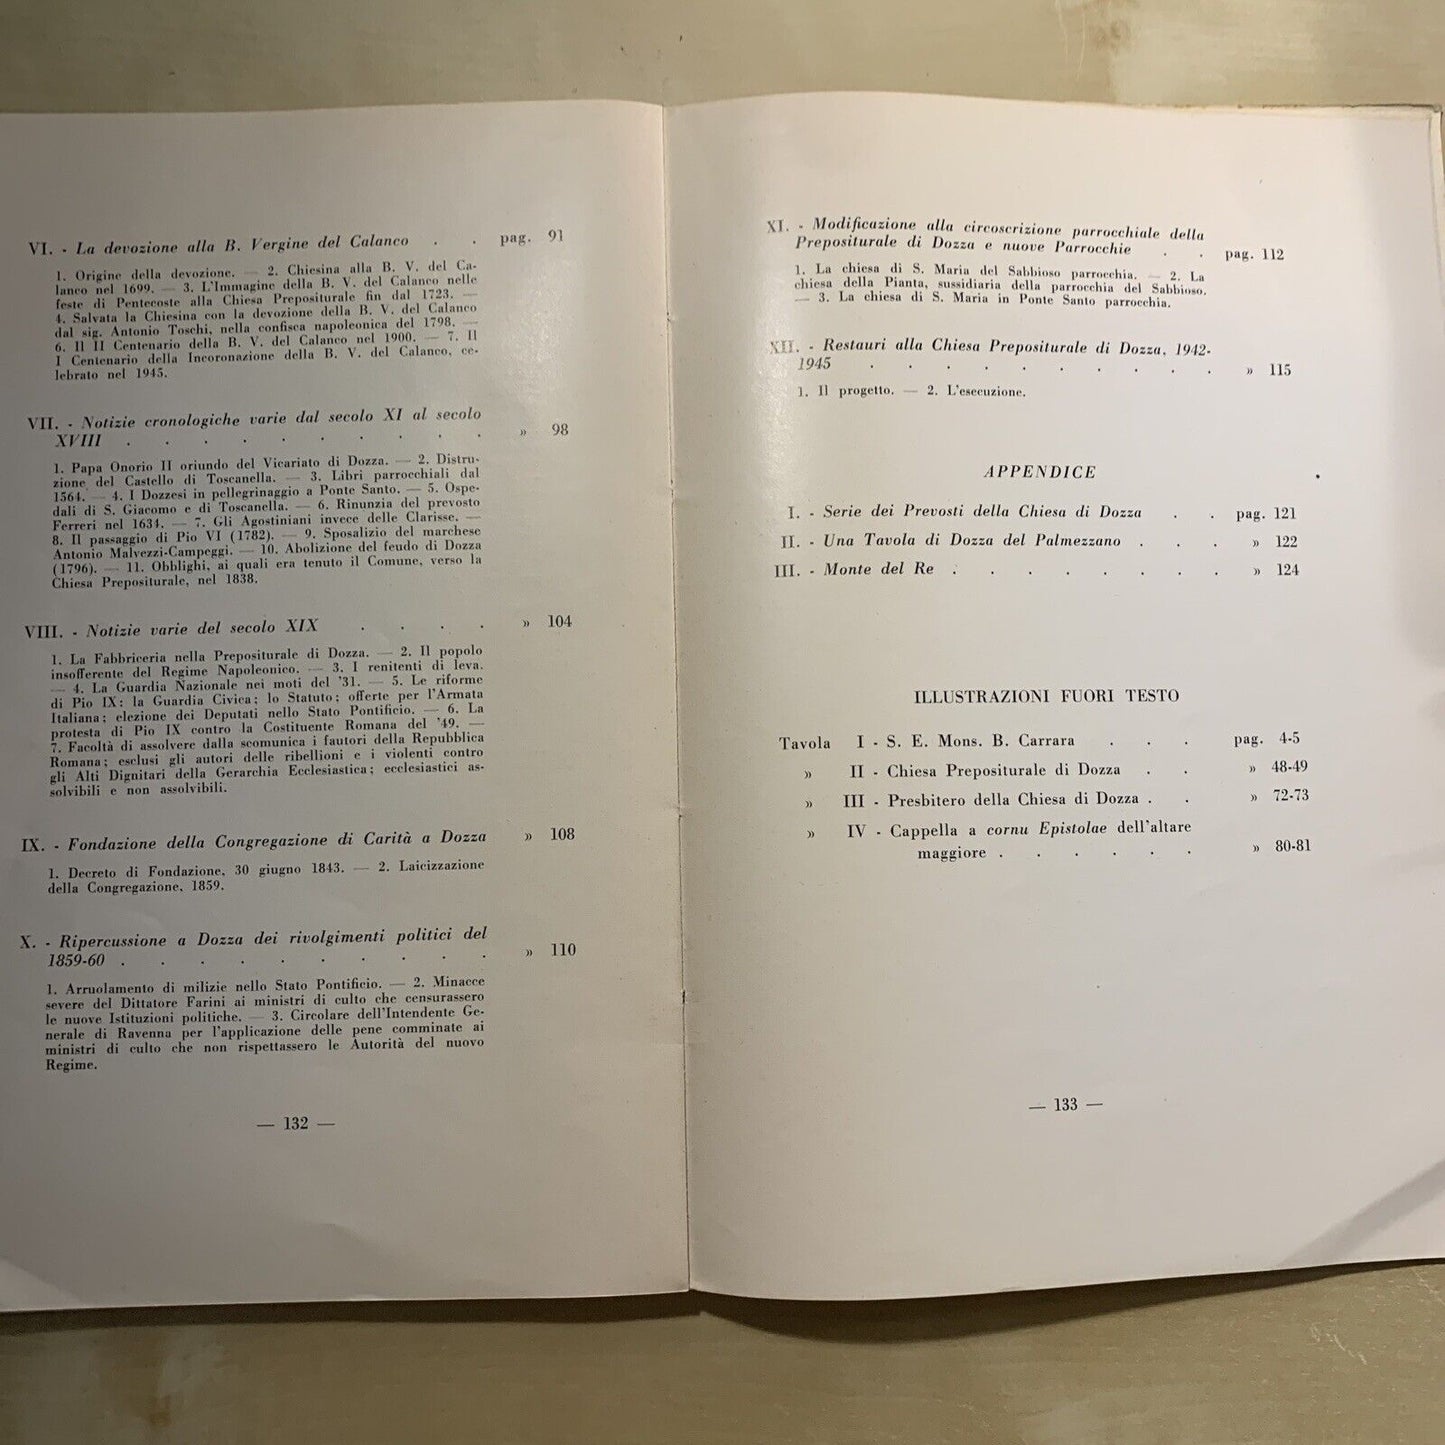 VI. - La devozione alla B. Vergine del Calanco . . pag. 91
1. Origine della devozione. — 2. Chiesina alla B. V. del Ca-
lanco nel 1699. — 3. L'Immagine della B. V. del Calanco nelle
feste di Pentecoste alla Chiesa Prepositurale fin dal 1723. —
4. Salvata la Chiesina con la devozione della B. V. del Calanco
dal sig. Antonio Toschi, nella confisca napoleonica del 1798. —
6. Il II Centenario della B. V. del Calanco nel 1900. — 7. Il
I Centenario della Incoronazione della B. V. del Calanco, ce-
lebrato nel 1945.
VII. - Notizie cronologiche varie dal secolo XI al secolo
XVIII . . . . . . . . . . » 98
1. Papa Onorio II oriundo del Vicariato di Dozza. — 2. Distru-
zione del Castello di Toscanella. — 3. Libri parrocchiali dal
1564. — 4. I Dozzesi in pellegrinaggio a Ponte Santo. — 5. Ospe-
dali di S. Giacomo e di Toscanella. — 6. Rinunzia del prevosto
Ferreri nel 1634. — 7. Gli Agostiniani invece delle Clarisse. —
8. Il passaggio di Pio VI (1782). — 9. Sposalizio del marchese
Antonio Malvezzi-Campeggi. — 10. Abolizione del feudo di Dozza
(1796). — 11. Obblighi, ai quali era tenuto il Comune, verso la
Chiesa Prepositurale, nel 1838.
VIII. - Notizie varie del secolo XIX . . . . » 104
1. La Fabbriceria nella Prepositurale di Dozza. — 2. Il popolo
insofferente del Regime Napoleonico. — 3. I renitenti di leva.
— 4. La Guardia Nazionale nei moti del '31. — 5. Le riforme
di Pio IX: la Guardia Civica; lo Statuto; offerte per l'Armata
Italiana; elezione dei Deputati nello Stato Pontificio. — 6. La
protesta di Pio IX contro la Costituente Romana del '49. —
7. Facoltà di assolvere dalla scomunica i fautori della Repubblica
Romana; esclusi gli autori delle ribellioni e i violenti contro
gli Alti Dignitari della Gerarchia Ecclesiastica; ecclesiastici as-
solvibili e non assolvibili.
IX. - Fondazione della Congregazione di Carità a Dozza » 108
1. Decreto di Fondazione, 30 giugno 1843. — 2. Laicizzazione
della Congregazione, 1859.
X. - Ripercussione a Dozza dei rivolgimenti politici del
1859-60 . . . . . . . . . . » 110
1. Arruolamento di milizie nello Stato Pontificio. — 2. Minacce
severe del Dittatore Farini ai ministri di culto che censurassero
le nuove Istituzioni politiche. — 3. Circolare dell'Intendente Ge-
nerale di Ravenna per l'applicazione delle pene comminate ai
ministri di culto che non rispettassero le Autorità del nuovo
Regime.
— 132 —
XI. - Modificazione alla circoscrizione parrocchiale della
Prepositurale di Dozza e nuove Parrocchie . . pag. 112
1. La chiesa di S. Maria del Sabbioso parrocchia. — 2. La
chiesa della Pianta, sussidiaria della parrocchia del Sabbioso.
— 3. La chiesa di S. Maria in Ponte Santo parrocchia.
XII. - Restauri alla Chiesa Prepositurale di Dozza, 1942-
1945 . . . . . . . . . . » 115
1. Il progetto. — 2. L'esecuzione.
APPENDICE
I. - Serie dei Prevosti della Chiesa di Dozza . . pag. 121
II. - Una Tavola di Dozza del Palmezzano . . . » 122
III. - Monte del Re . . . . . . . » 124
ILLUSTRAZIONI FUORI TESTO
Tavola I - S. E. Mons. B. Carrara . . . pag. 4-5
» II - Chiesa Prepositurale di Dozza . . » 48-49
» III - Presbitero della Chiesa di Dozza . . » 72-73
» IV - Cappella a cornu Epistolae dell'altare
maggiore . . . . . . » 80-81
— 133 —